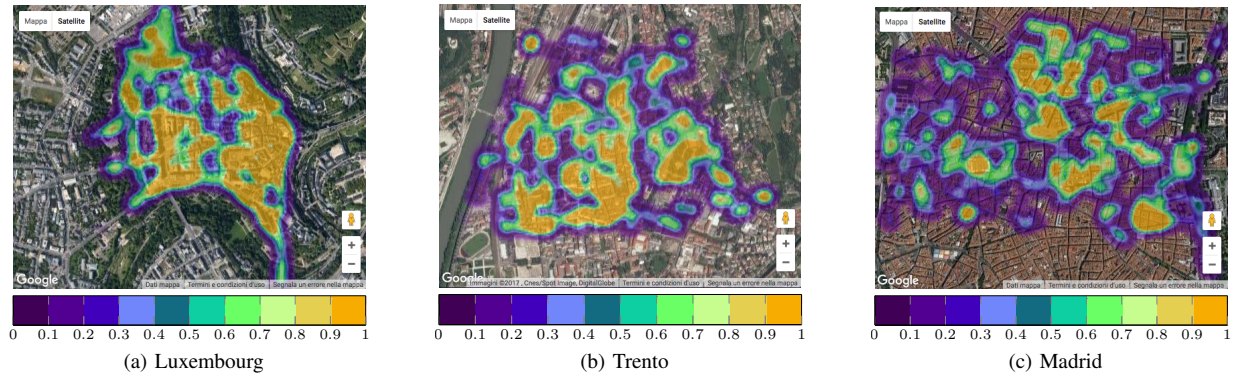 Mappa Satellite
Google
Dati mappa Termini e condizioni d'uso Segnala un errore nella mappa
0 0.1 0.2 0.3 0.4 0.5 0.6 0.7 0.8 0.9 1
(a) Luxembourg
Mappa Satellite
Google
Immagini ©2017 , Cnes/Spot Image, DigitalGlobe Termini e condizioni d'uso Segnala un errore nella mappa
0 0.1 0.2 0.3 0.4 0.5 0.6 0.7 0.8 0.9 1
(b) Trento
Mappa Satellite
Google
Dati mappa Termini e condizioni d'uso Segnala un errore nella mappa
0 0.1 0.2 0.3 0.4 0.5 0.6 0.7 0.8 0.9 1
(c) Madrid